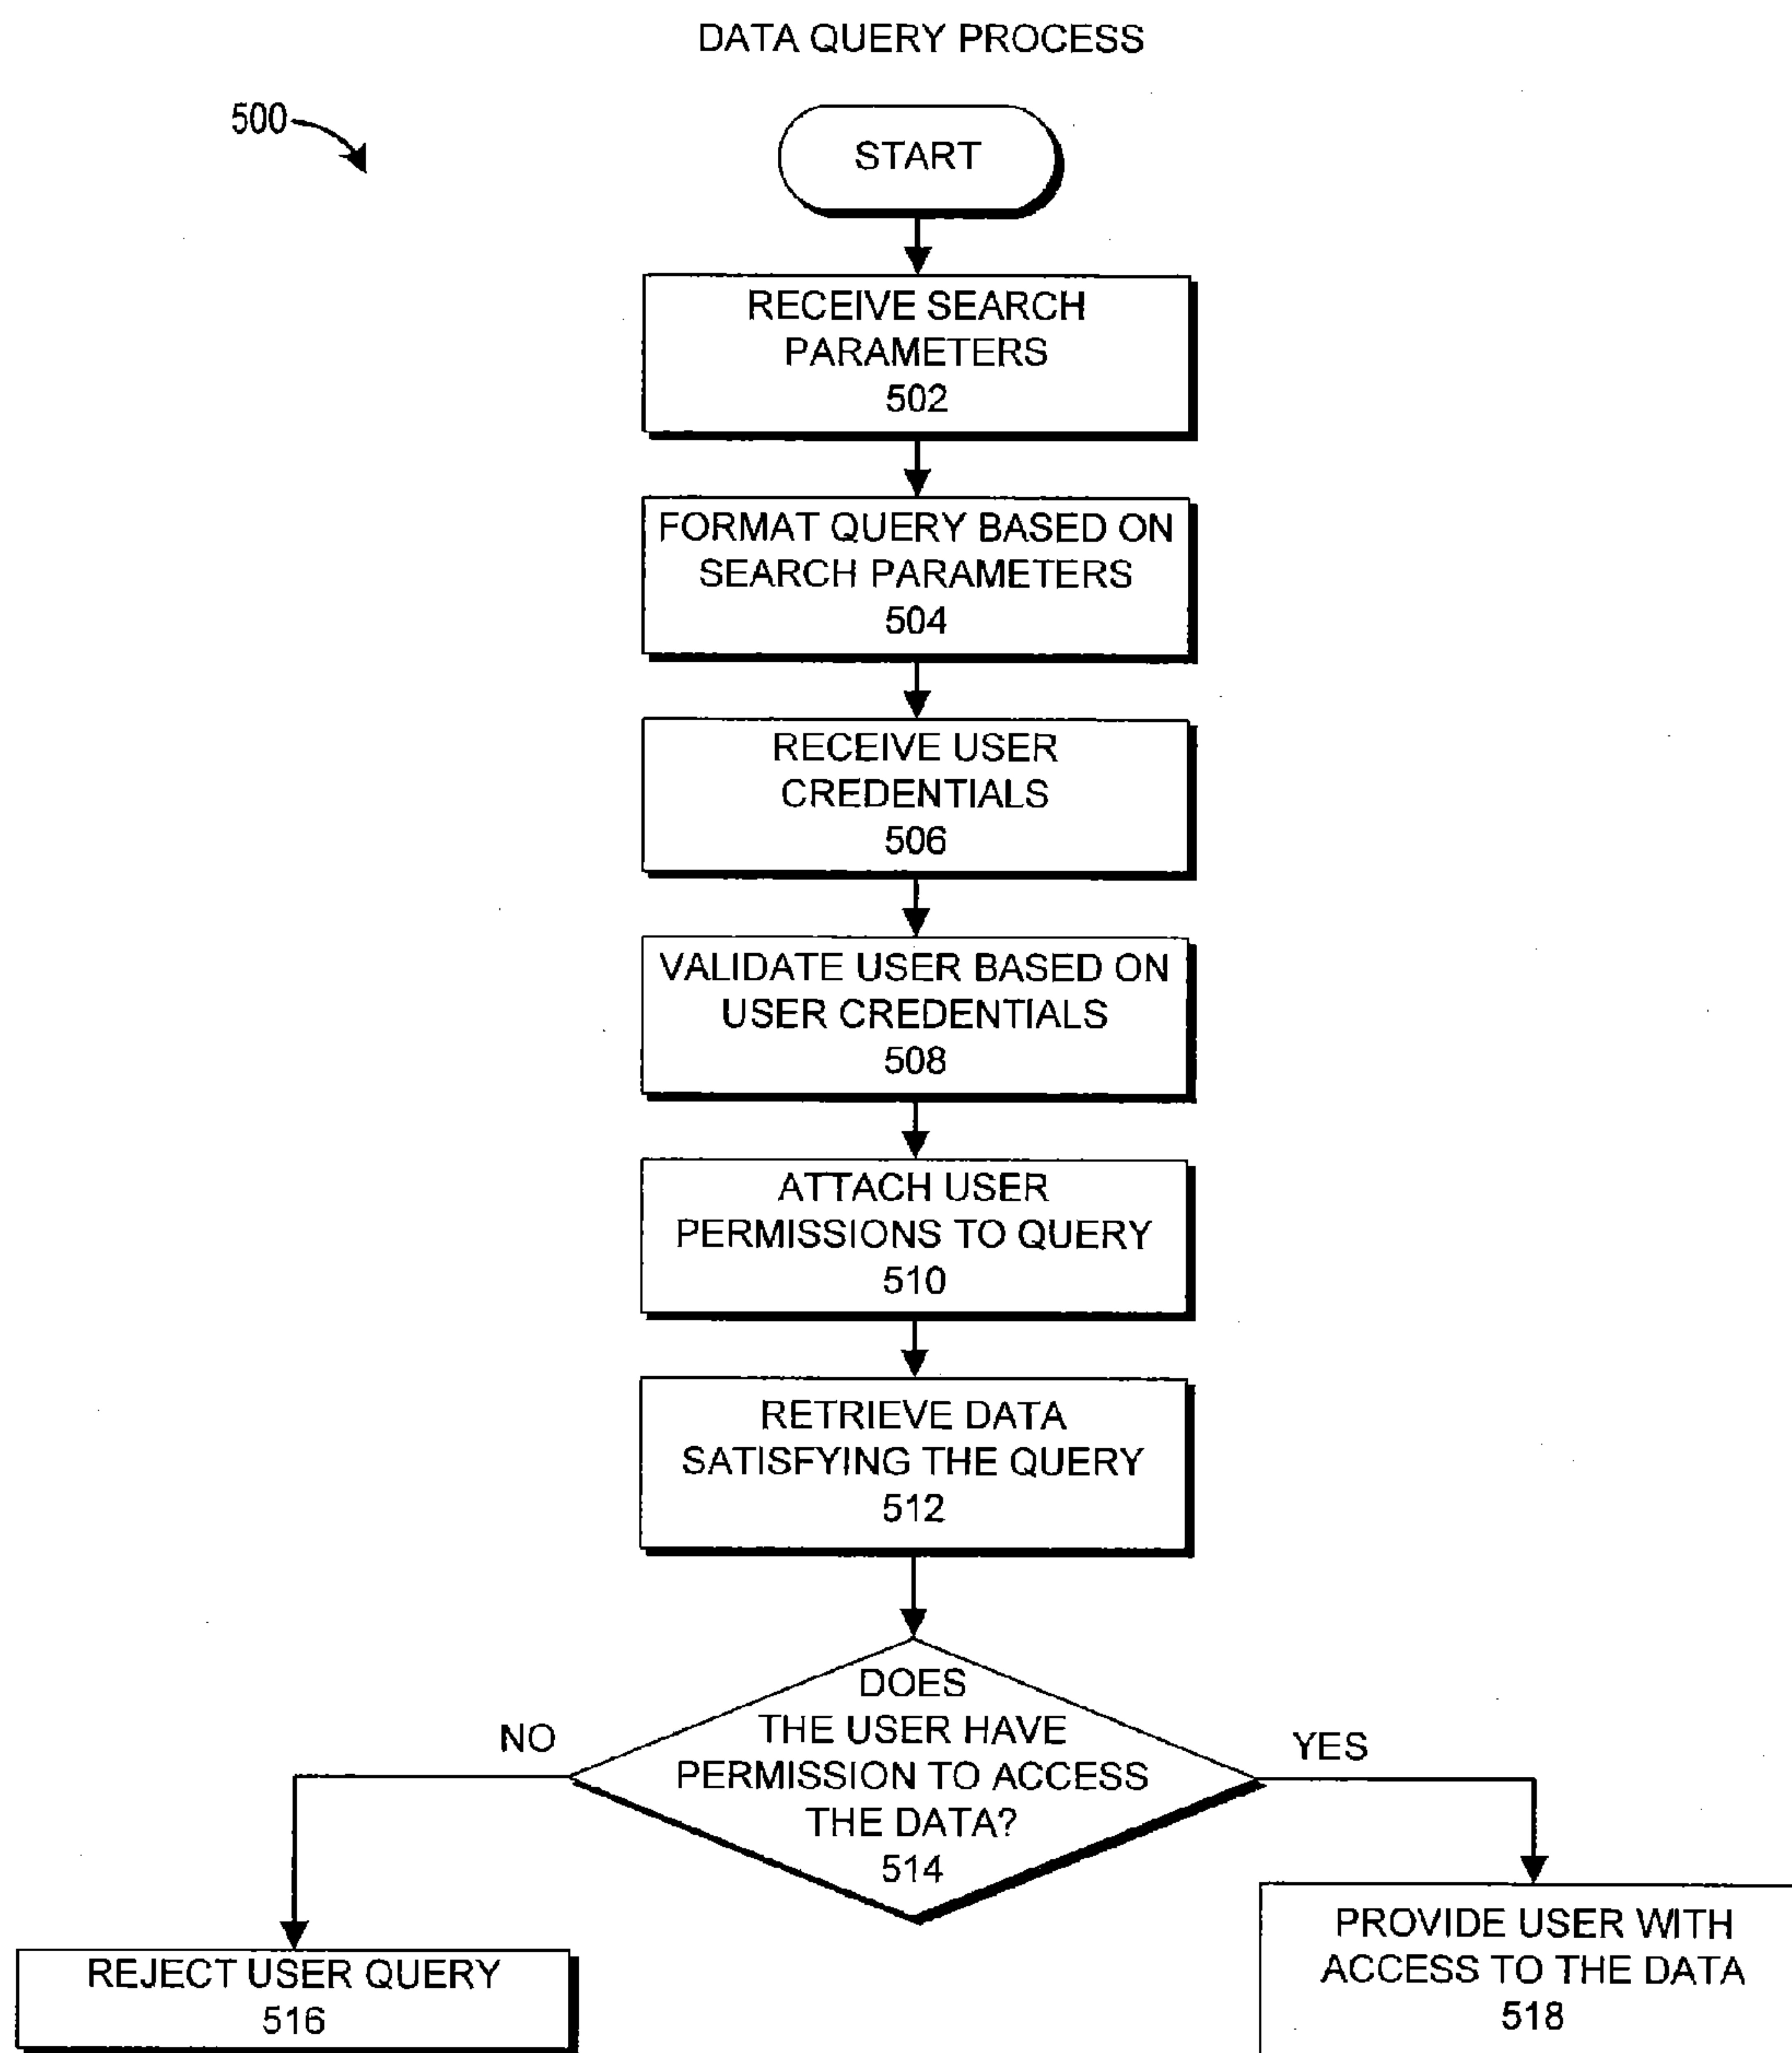 DATA QUERY PROCESS
500
START
RECEIVE SEARCH
PARAMETERS
502
FORMAT QUERY BASED ON
SEARCH PARAMETERS
504
RECEIVE USER
CREDENTIALS
506
VALIDATE USER BASED ON
USER CREDENTIALS
508
ATTACH USER
PERMISSIONS TO QUERY
510
RETRIEVE DATA
SATISFYING THE QUERY
512
DOES
THE USER HAVE
PERMISSION TO ACCESS
THE DATA?
514
NO
YES
REJECT USER QUERY
516
PROVIDE USER WITH
ACCESS TO THE DATA
518